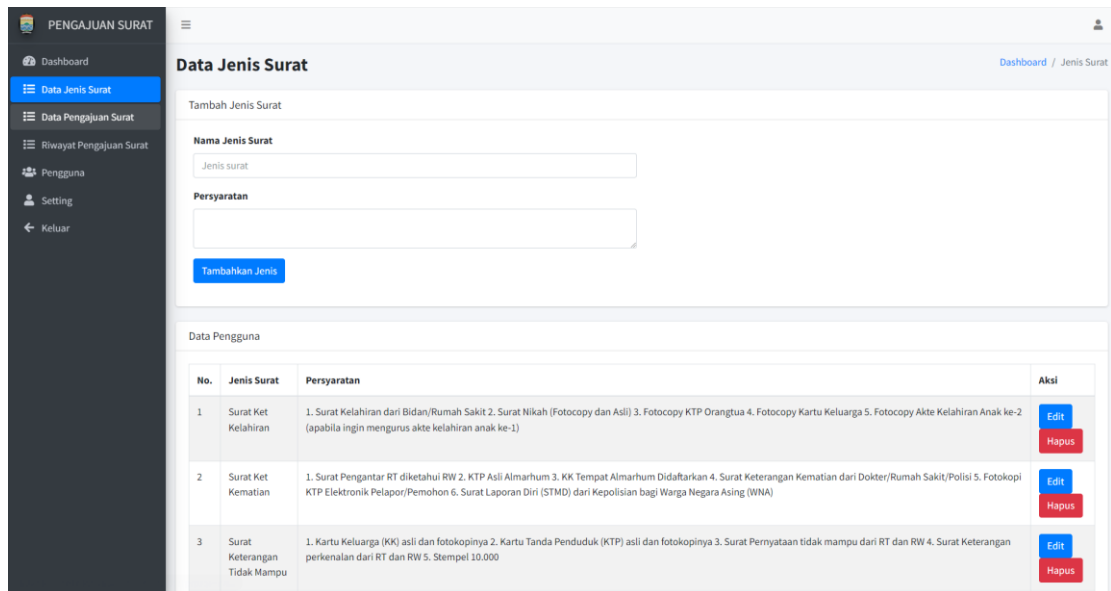 PENGAJUAN SURAT
Dashboard
Data Jenis Surat
Data Pengajuan Surat
Riwayat Pengajuan Surat
Pengguna
Setting
Keluar
Data Jenis Surat
Dashboard / Jenis Surat
Tambah Jenis Surat
Nama Jenis Surat
Jenis surat
Persyaratan
Tambahkan Jenis
Data Pengguna
No. Jenis Surat Persyaratan Aksi
1 Surat Ket Kelahiran
1. Surat Kelahiran dari Bidan/Rumah Sakit 2. Surat Nikah (Fotocopy dan Asli) 3. Fotocopy KTP Orangtua 4. Fotocopy Kartu Keluarga 5. Fotocopy Akte Kelahiran Anak ke-2
(apabila ingin mengurus akte kelahiran anak ke-1)
Edit
Hapus
2 Surat Ket Kematian
1. Surat Pengantar RT diketahui RW 2. KTP Asli Almarhum 3. KK Tempat Almarhum Didaftarkan 4. Surat Keterangan Kematian dari Dokter/Rumah Sakit/Polisi 5. Fotokopi
KTP Elektronik Pelapor/Pemohon 6. Surat Laporan Diri (STMD) dari Kepolisian bagi Warga Negara Asing (WNA)
Edit
Hapus
3 Surat Keterangan Tidak Mampu
1. Kartu Keluarga (KK) asli dan fotokopinya 2. Kartu Tanda Penduduk (KTP) asli dan fotokopinya 3. Surat Pernyataan tidak mampu dari RT dan RW 4. Surat Keterangan
perkenalan dari RT dan RW 5. Stempel 10.000
Edit
Hapus